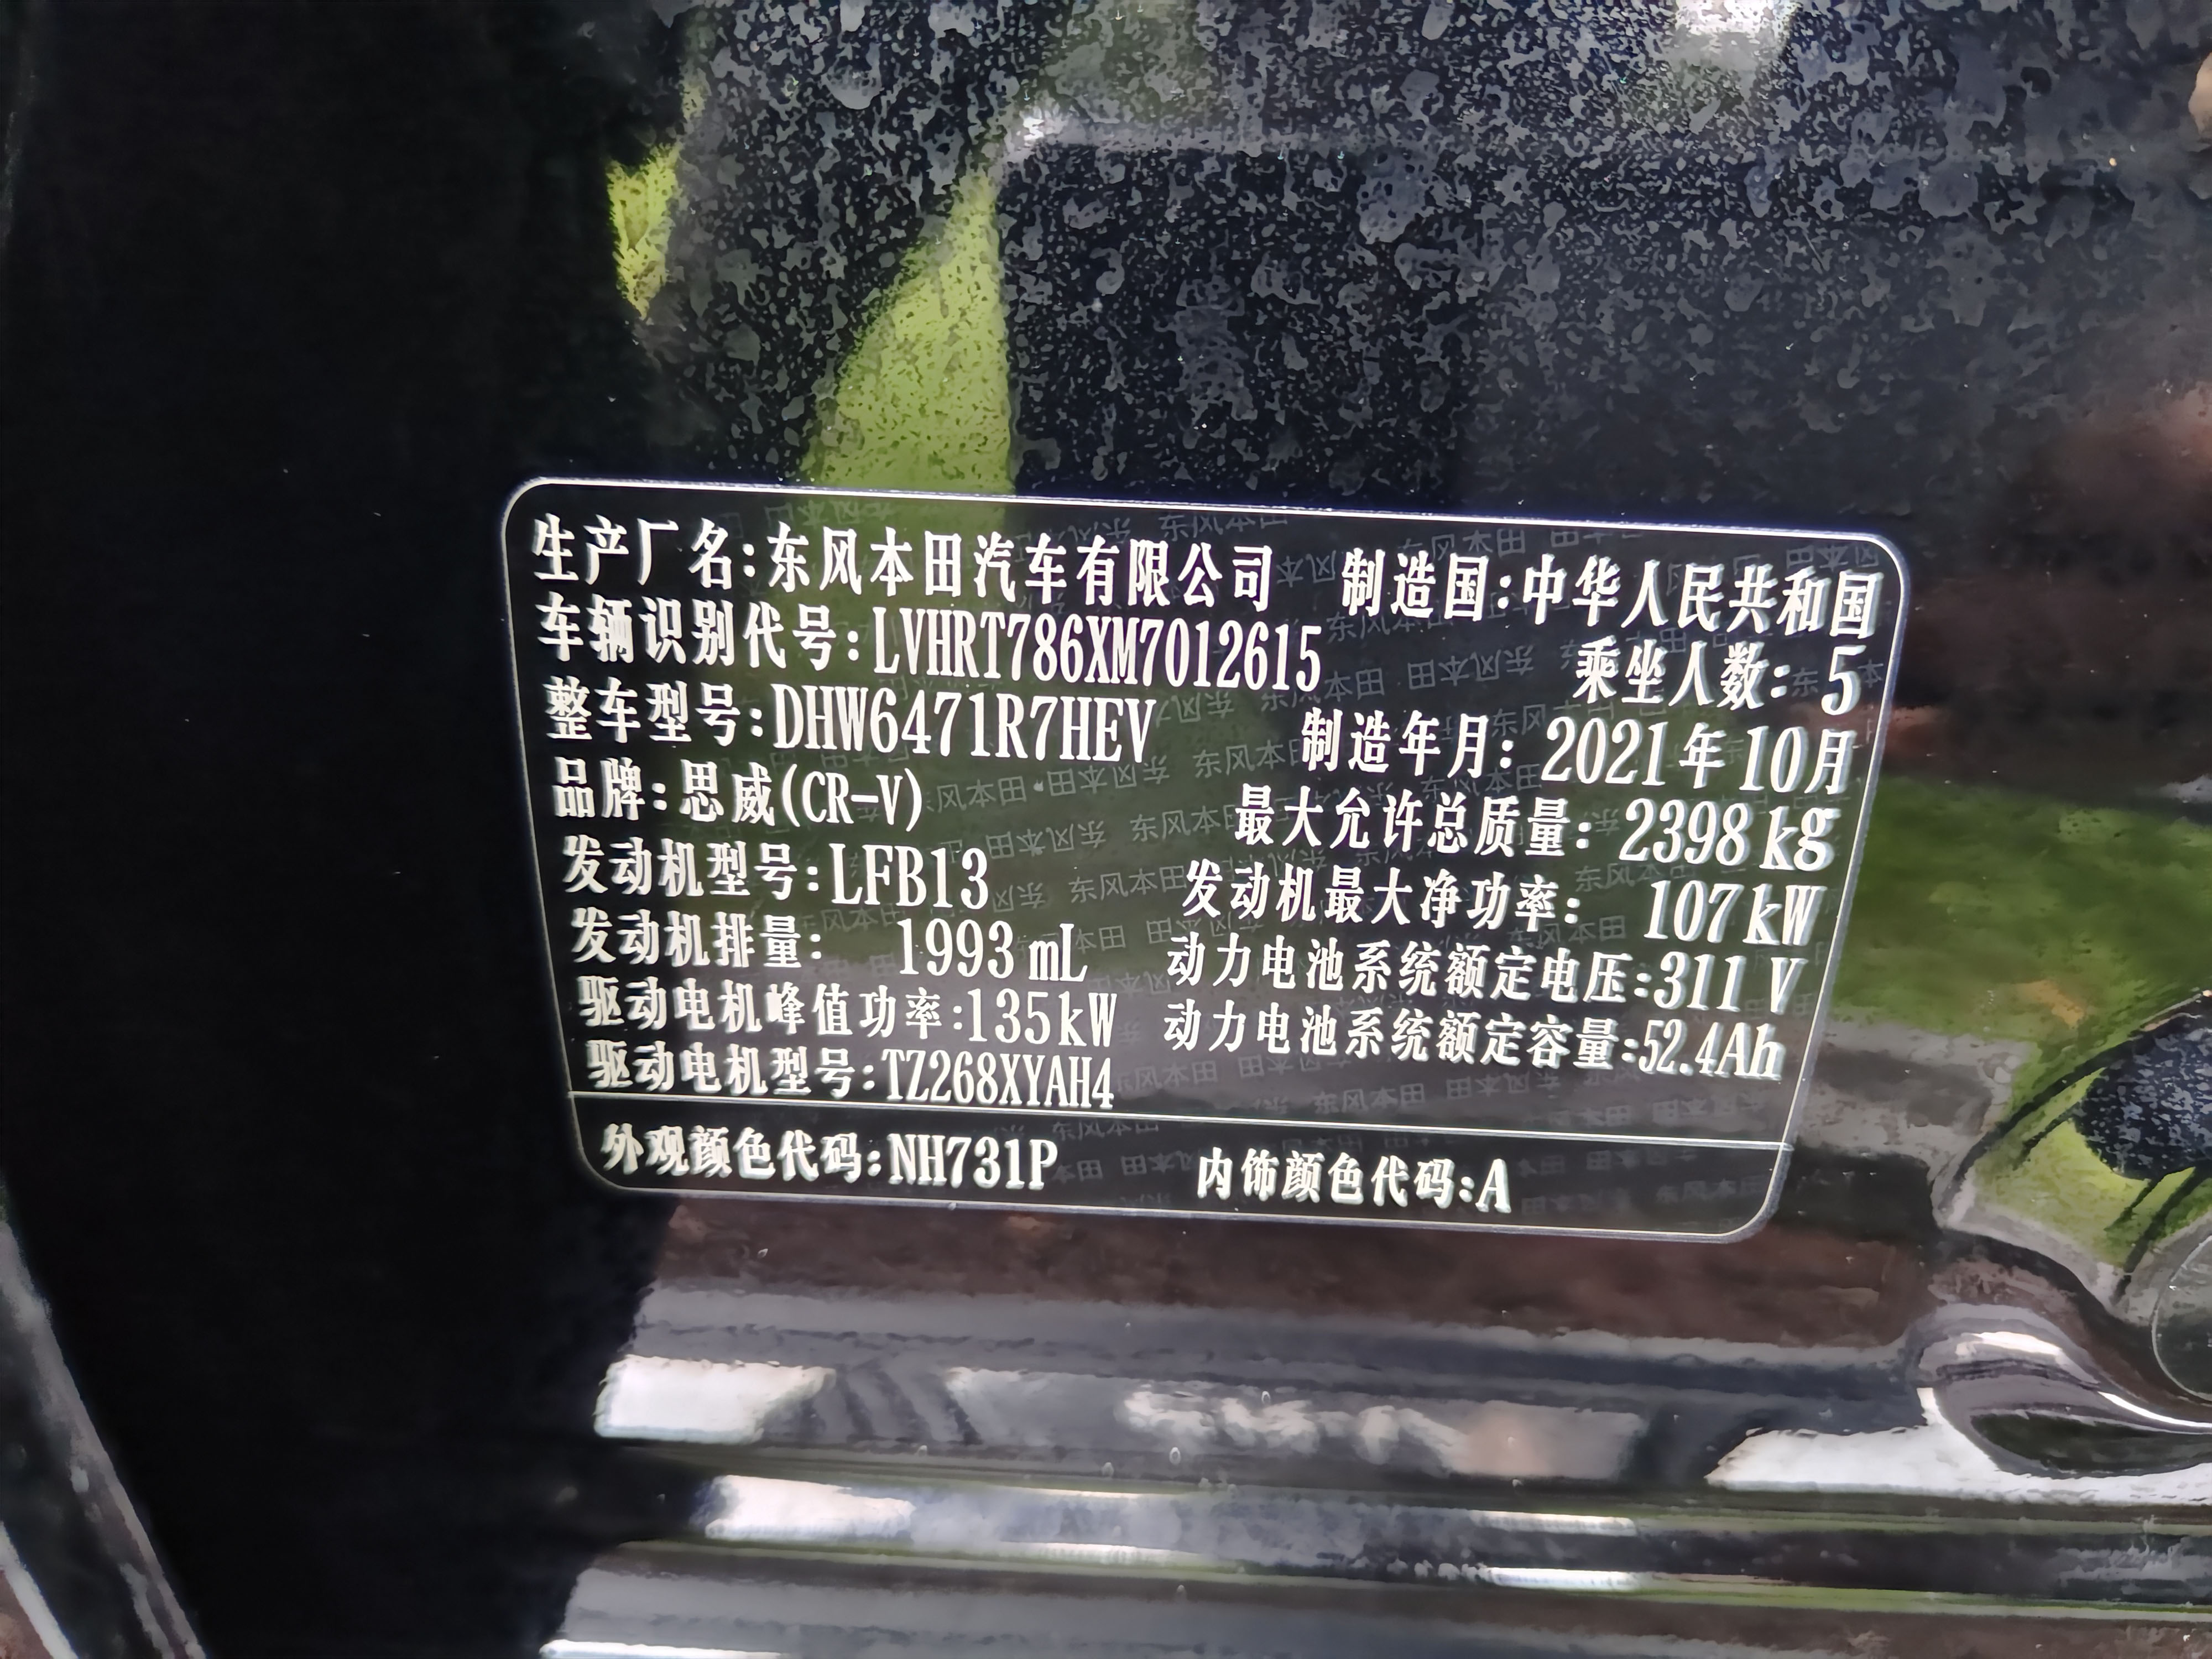 生产厂名:东风本田汽车有限公司 制造国:中华人民共和国
车辆识别代号:LVHRT786XM7012615 乘坐人数: 5
整车型号:DHW6471R7HEV 制造年月: 2021年10月
品牌:思威(CR-V) 最大允许总质量: 2398 kg
发动机型号:LFB13 发动机最大净功率: 107 kW
发动机排量: 1993 mL 动力电池系统额定电压:311 V
驱动电机峰值功率:135kW 动力电池系统额定容量:52.4Ah
驱动电机型号:TZ268XYAH4
外观颜色代码:NH731P 内饰颜色代码:A